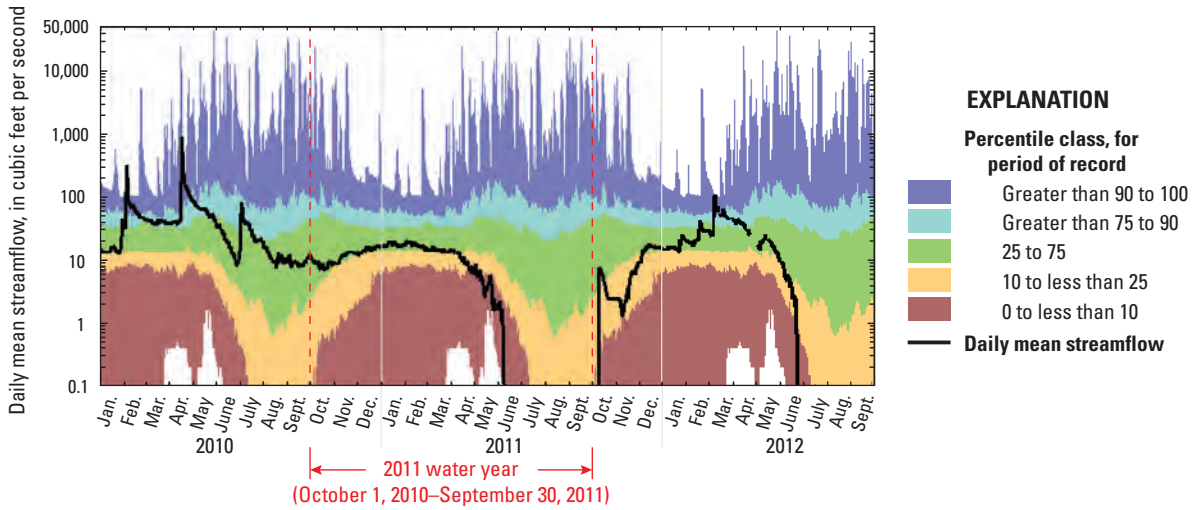 Daily mean streamflow, in cubic feet per second
50,000
10,000
1,000
100
10
1
0.1
Jan. Feb. Mar. Apr. May June July Aug. Sept. Oct. Nov. Dec. Jan. Feb. Mar. Apr. May June July Aug. Sept. Oct. Nov. Dec. Jan. Feb. Mar. Apr. May June July Aug. Sept.
2010 2011 2012
2011 water year
(October 1, 2010–September 30, 2011)
EXPLANATION
Percentile class, for
period of record
Greater than 90 to 100
Greater than 75 to 90
25 to 75
10 to less than 25
0 to less than 10
Daily mean streamflow